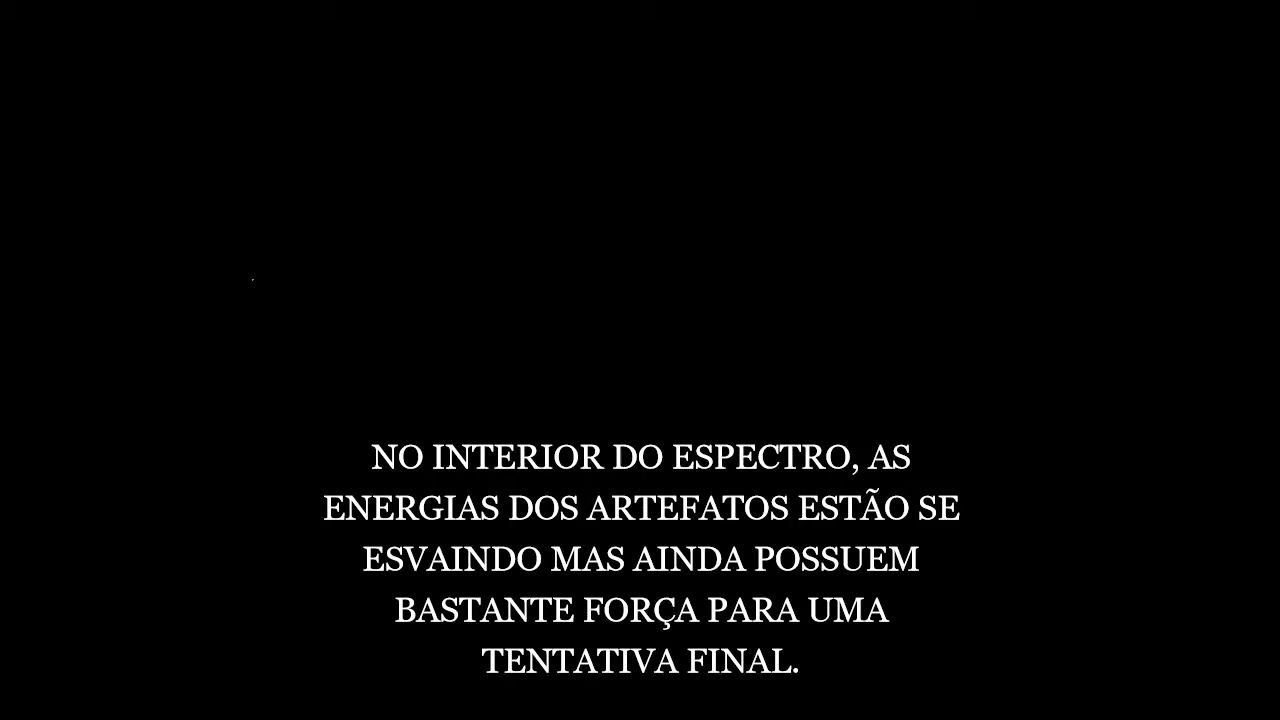 NO INTERIOR DO ESPECTRO, AS
ENERGIAS DOS ARTEFATOS ESTÃO SE
ESVAINDO MAS AINDA POSSUEM
BASTANTE FORÇA PARA UMA
TENTATIVA FINAL.